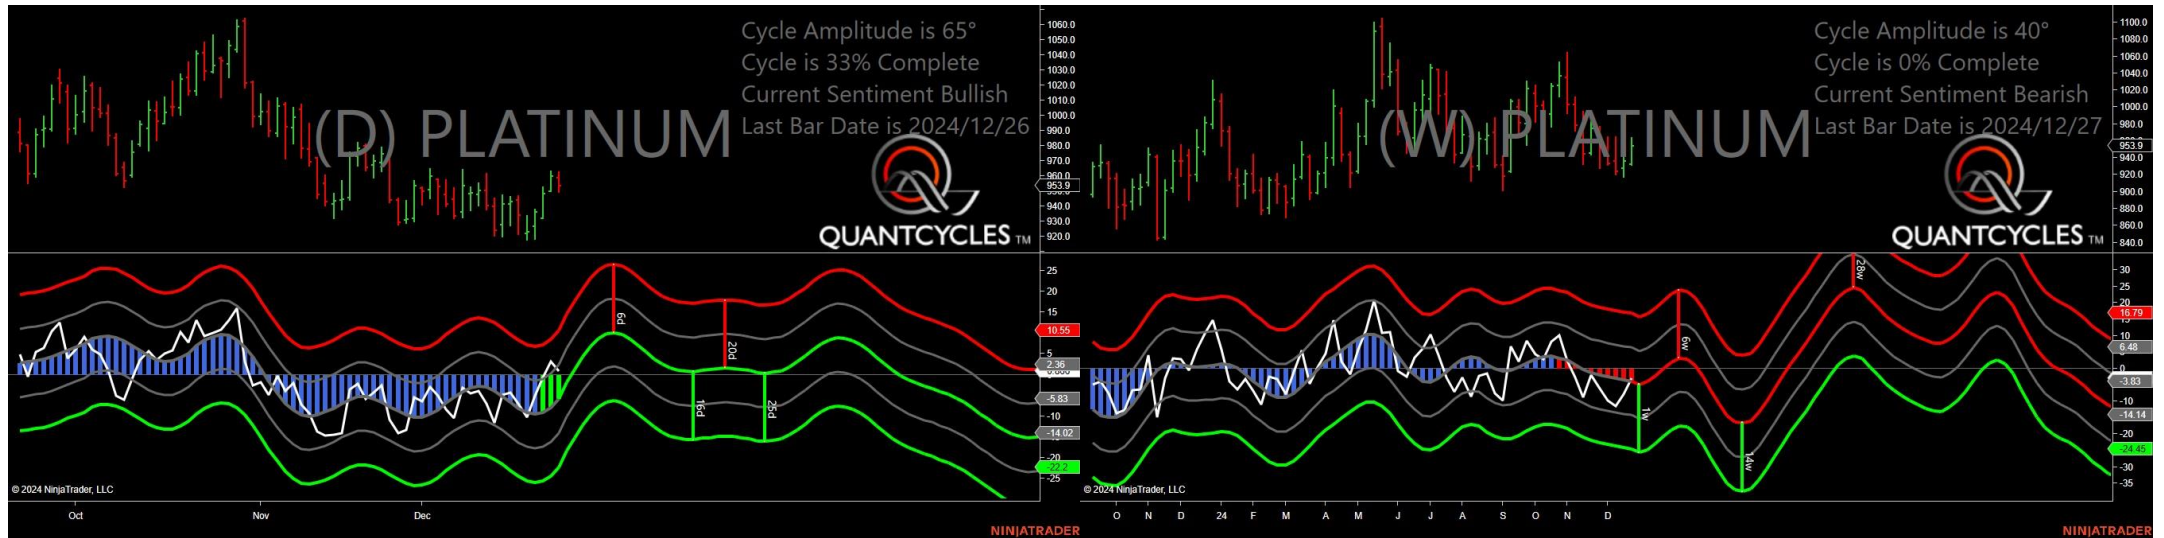 Cycle Amplitude is 65°
Cycle is 33% Complete
Current Sentiment Bullish
Last Bar Date is 2024/12/26
(D) PLATINUM
QUANTCYCLES TM
1060.0
1050.0
1040.0
1030.0
1020.0
1010.0
1000.0
990.0
980.0
970.0
960.0
953.9
940.0
930.0
920.0
25
20
15
10.55
5
2.36
-5.83
-10
-14.02
-20
-22.2
-25
6d
20d
16d
25d
© 2024 NinjaTrader, LLC
Oct
Nov
Dec
NINJATRADER
Cycle Amplitude is 40°
Cycle is 0% Complete
Current Sentiment Bearish
Last Bar Date is 2024/12/27
(W) PLATINUM
QUANTCYCLES TM
1100.0
1080.0
1060.0
1040.0
1020.0
1000.0
980.0
953.9
940.0
920.0
900.0
880.0
860.0
840.0
30
25
20
16.79
10
6.48
0
-3.83
-10
-14.14
-20
-24.45
-30
-35
28w
6w
1w
14w
© 2024 NinjaTrader, LLC
O
N
D
24
F
M
A
M
J
J
A
S
O
N
D
NINJATRADER